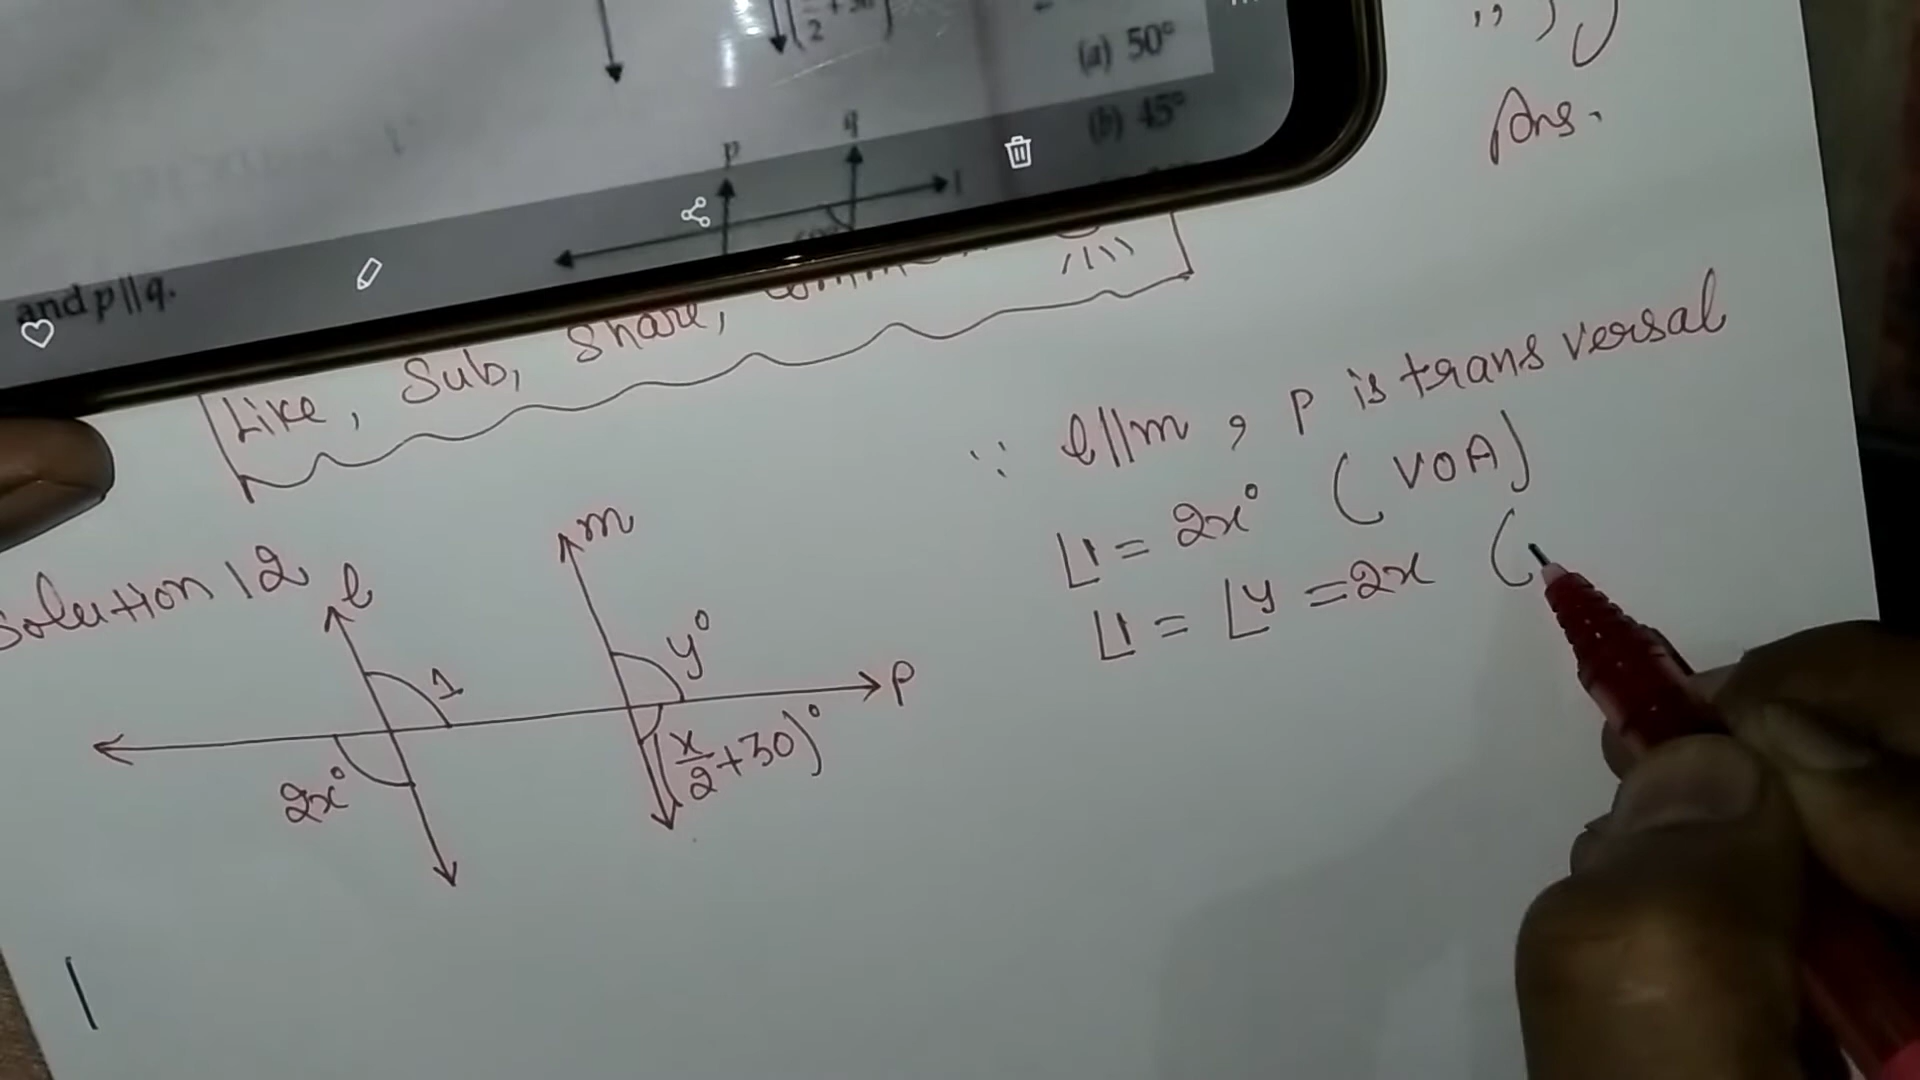 2
(a) 50°
(b) 45°
p
q
l
and p||q.
Ans.
Like, Sub, Share,
∵ l||m, P is transversal
∠1 = 2x° (VOA)
∠1 = ∠y = 2x (
Solution 12
l
m
1
y°
P
2x°
(x/2+30)°